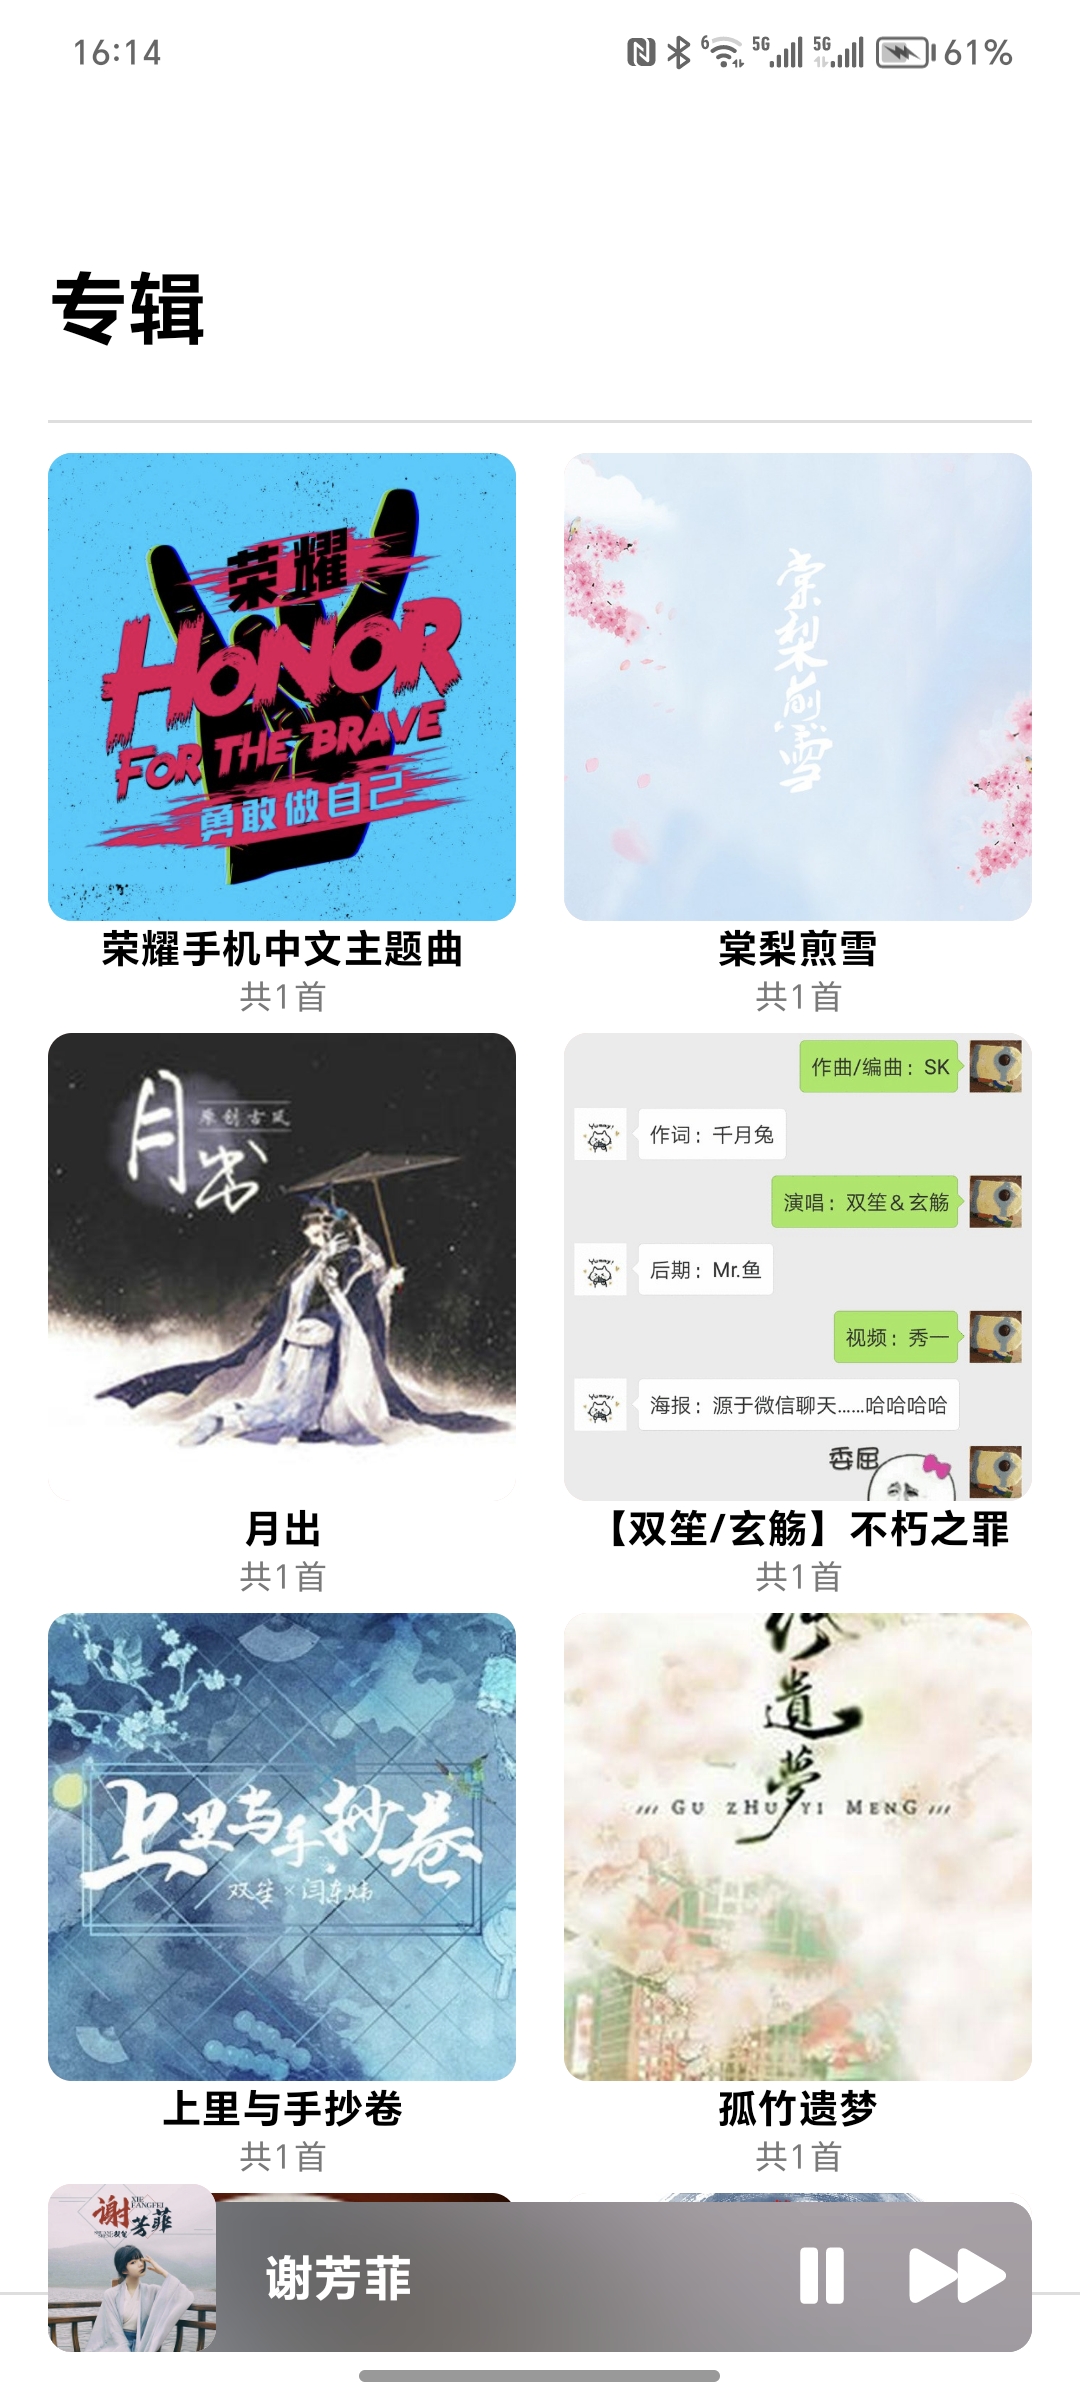 16:14
6
5G
5G
61%
专辑
荣耀
HONOR
FOR THE BRAVE
勇敢做自己
荣耀手机中文主题曲
共1首
棠梨煎雪
棠梨煎雪
共1首
月出
原创古风
月出
共1首
作曲/编曲：SK
作词：千月兔
演唱：双笙＆玄觞
后期：Mr.鱼
视频：秀一
海报：源于微信聊天……哈哈哈哈
委屈
【双笙/玄觞】不朽之罪
共1首
上里与手抄卷
双笙×闫东炜
上里与手抄卷
共1首
遺夢
GU ZHU YI MENG
孤竹遗梦
共1首
谢芳菲
XIE FANGFEI
谢芳菲